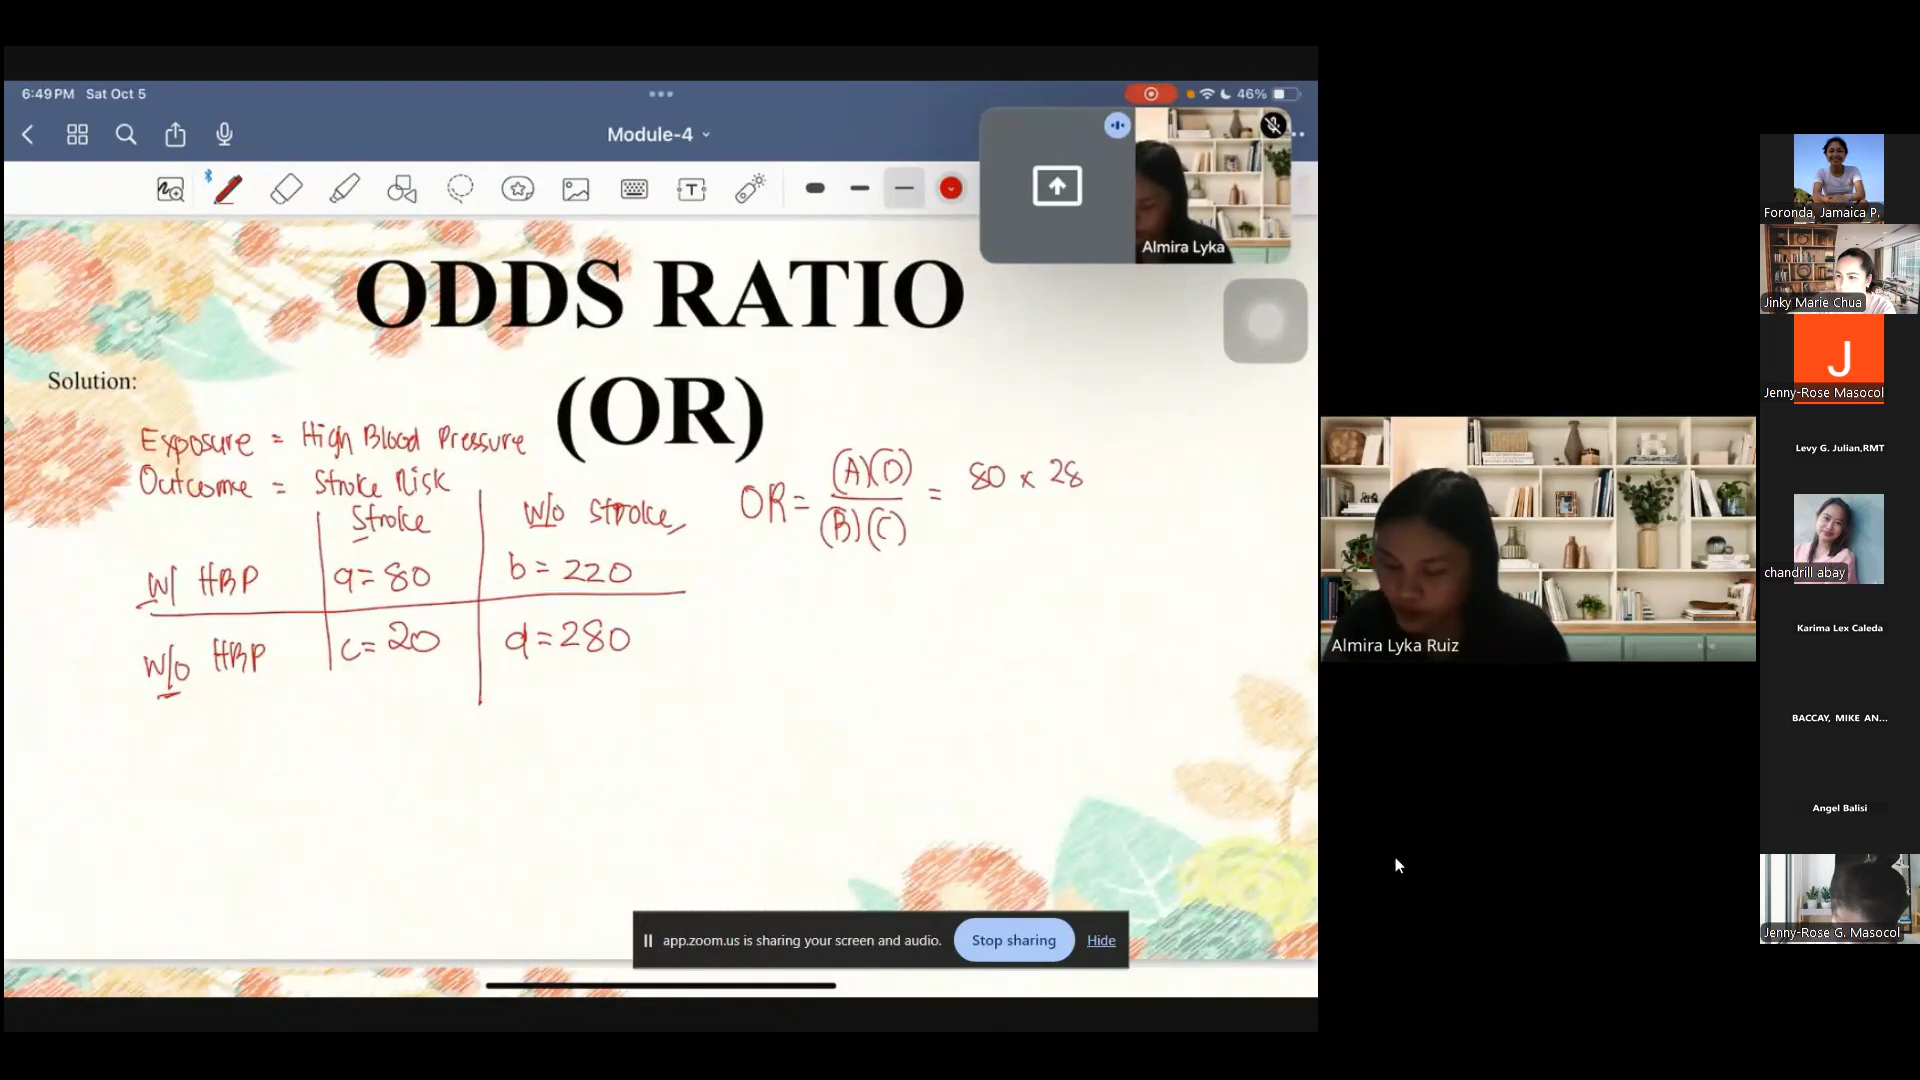 6:49 PM Sat Oct 5
46%
Module-4
Almira Lyka
ODDS RATIO
(OR)
Solution:
Exposure = High Blood Pressure
Outcome = Stroke Risk
Stroke
w/o stroke
w/ HBP
a = 80
b = 220
w/o HBP
c = 20
d = 280
OR = (A)(D)
(B)(C)
= 80 x 28
app.zoom.us is sharing your screen and audio.
Stop sharing
Hide
Almira Lyka Ruiz
Foronda, Jamaica P.
Jinky Marie Chua
J
Jenny-Rose Masocol
Levy G. Julian,RMT
chandrill abay
Karima Lex Caleda
BACCAY, MIKE AN...
Angel Balisi
Jenny-Rose G. Masocol